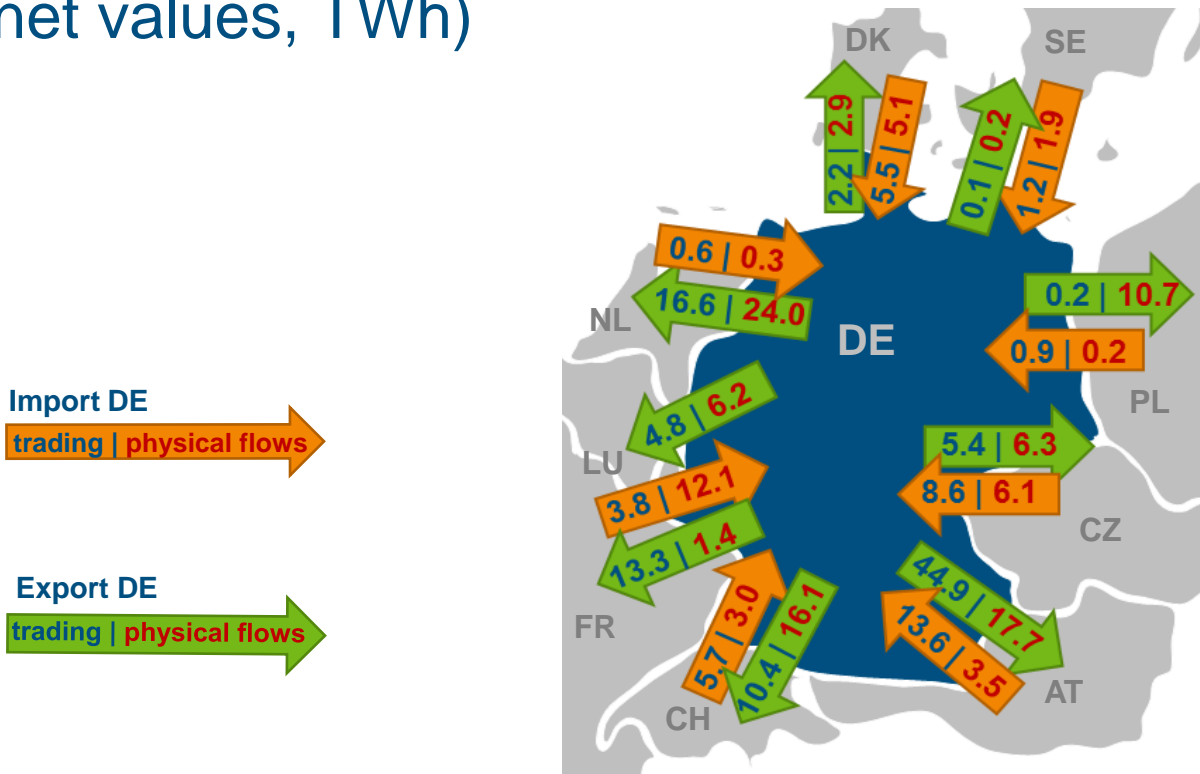 net values, TWh)
DK
SE
2.2 | 2.9
5.5 | 5.1
0.1 | 0.2
1.2 | 1.9
0.6 | 0.3
16.6 | 24.0
NL
DE
0.2 | 10.7
0.9 | 0.2
PL
4.8 | 6.2
LU
3.8 | 12.1
13.3 | 1.4
FR
5.4 | 6.3
8.6 | 6.1
CZ
5.7 | 3.0
10.4 | 16.1
CH
44.9 | 17.7
13.6 | 3.5
AT
Import DE
trading | physical flows
Export DE
trading | physical flows